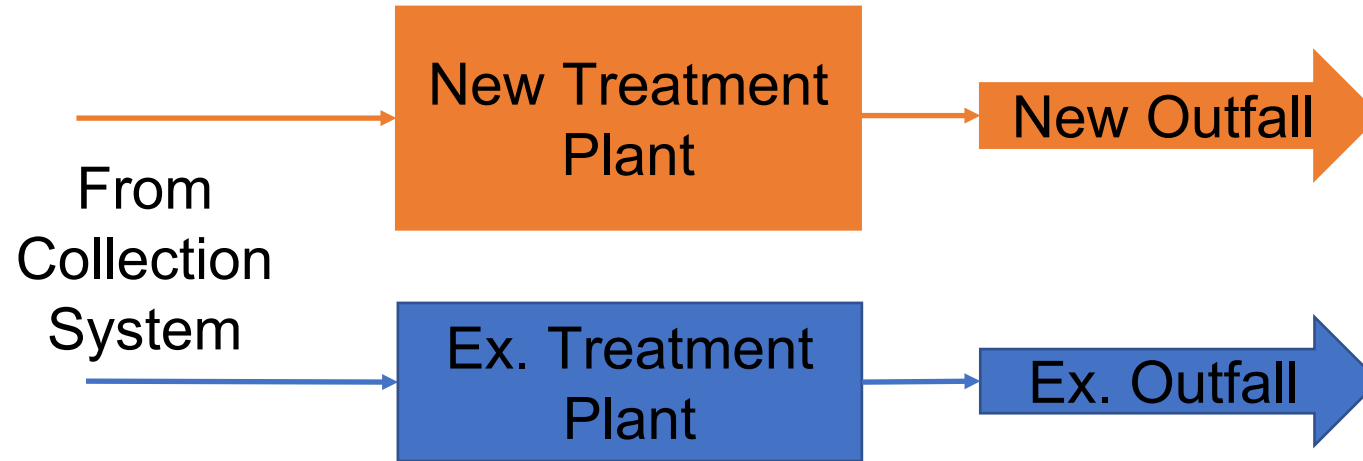 New Treatment
Plant
New Outfall
From
Collection
System
Ex. Treatment
Plant
Ex. Outfall